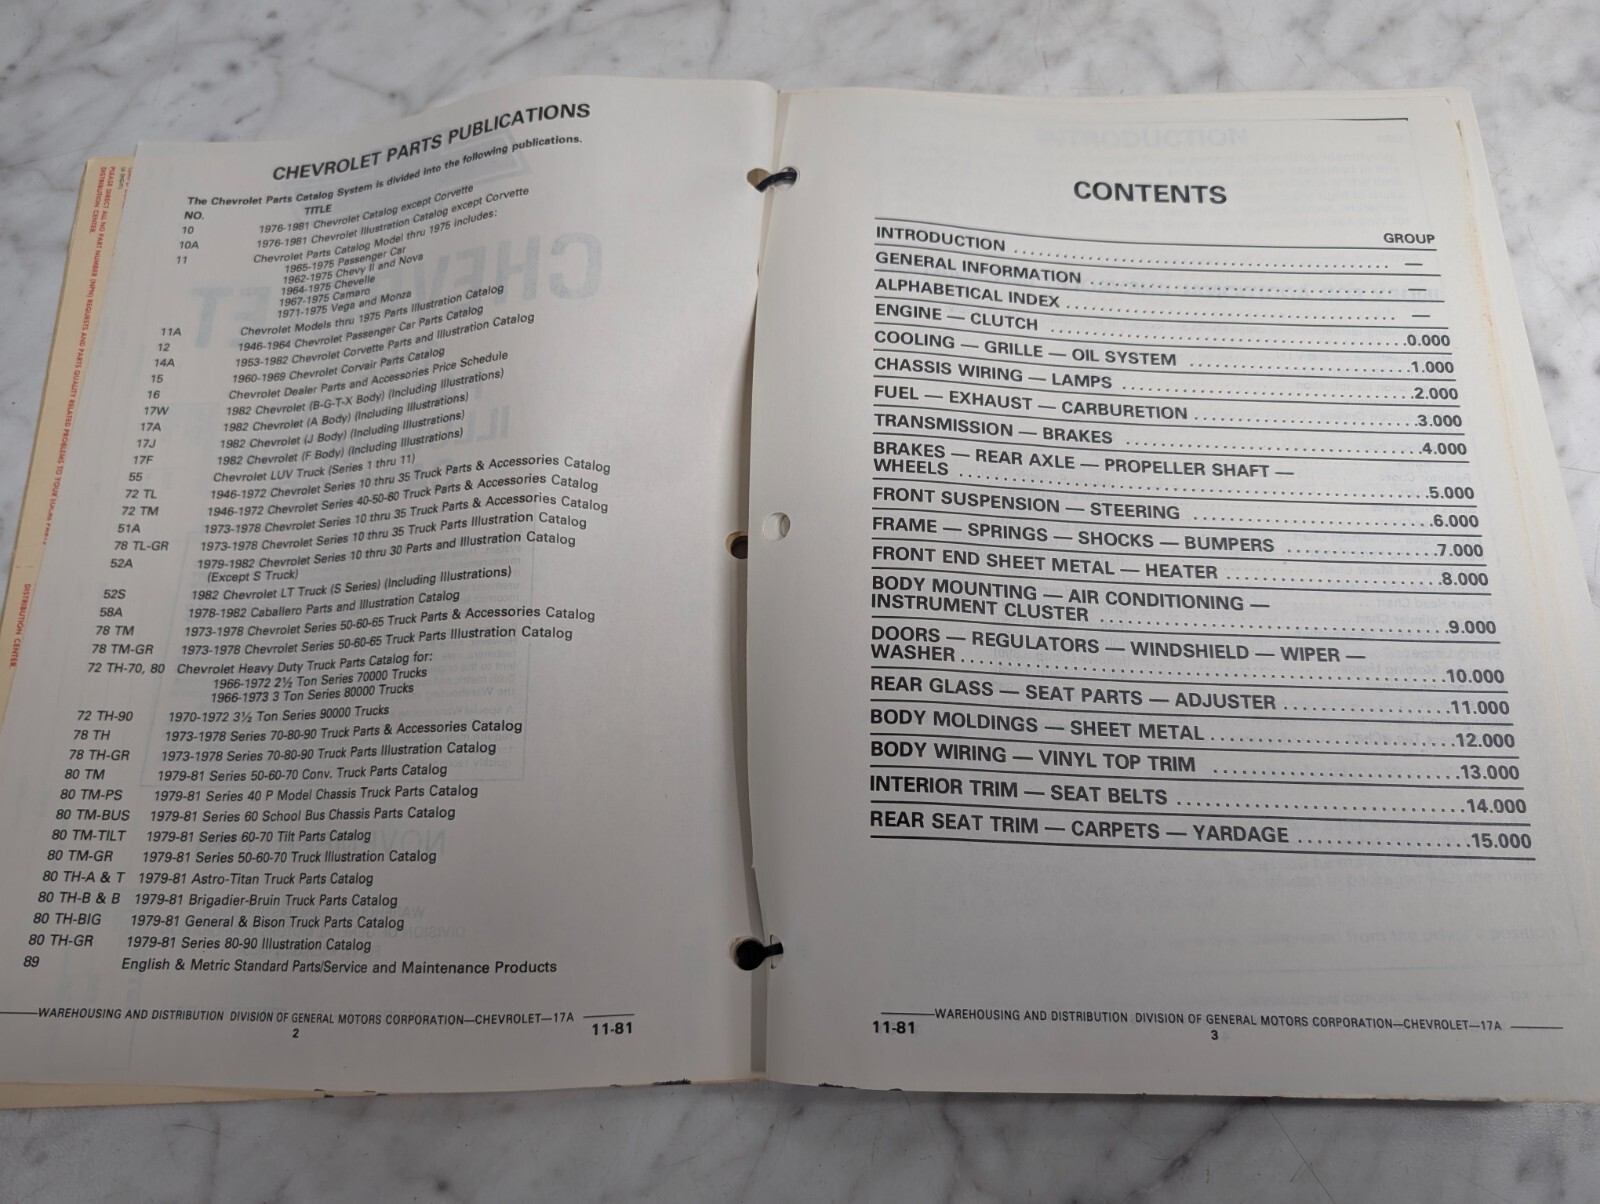 CHEVROLET PARTS PUBLICATIONS
The Chevrolet Parts Catalog System is divided into the following publications.
NO. TITLE
10 1976-1981 Chevrolet Catalog except Corvette
10A 1976-1981 Chevrolet Illustration Catalog except Corvette
11 Chevrolet Parts Catalog Model thru 1975 includes:
1965-1975 Passenger Car
1962-1975 Chevy II and Nova
1964-1975 Chevelle
1967-1975 Camaro
1971-1975 Vega and Monza
11A Chevrolet Models thru 1975 Parts Illustration Catalog
12 1946-1964 Chevrolet Passenger Car Parts Catalog
14A 1953-1982 Chevrolet Corvette Parts and Illustration Catalog
15 1960-1969 Chevrolet Corvair Parts Catalog
16 Chevrolet Dealer Parts and Accessories Price Schedule
17W 1982 Chevrolet (B-G-T-X Body) (Including Illustrations)
17A 1982 Chevrolet (A Body) (Including Illustrations)
17J 1982 Chevrolet (J Body) (Including Illustrations)
17F 1982 Chevrolet (F Body) (Including Illustrations)
55 Chevrolet LUV Truck (Series 1 thru 11)
72 TL 1946-1972 Chevrolet Series 10 thru 35 Truck Parts & Accessories Catalog
72 TM 1946-1972 Chevrolet Series 40-50-60 Truck Parts & Accessories Catalog
51A 1973-1978 Chevrolet Series 10 thru 35 Truck Parts & Accessories Catalog
78 TL-GR 1973-1978 Chevrolet Series 10 thru 35 Truck Parts Illustration Catalog
52A 1979-1982 Chevrolet Series 10 thru 30 Parts and Illustration Catalog
(Except S Truck)
52S 1982 Chevrolet LT Truck (S Series) (Including Illustrations)
58A 1978-1982 Caballero Parts and Illustration Catalog
78 TM 1973-1978 Chevrolet Series 50-60-65 Truck Parts & Accessories Catalog
78 TM-GR 1973-1978 Chevrolet Series 50-60-65 Truck Parts Illustration Catalog
72 TH-70, 80 Chevrolet Heavy Duty Truck Parts Catalog for:
1966-1972 2½ Ton Series 70000 Trucks
1966-1973 3 Ton Series 80000 Trucks
72 TH-90 1970-1972 3½ Ton Series 90000 Trucks
78 TH 1973-1978 Series 70-80-90 Truck Parts & Accessories Catalog
78 TH-GR 1973-1978 Series 70-80-90 Truck Parts Illustration Catalog
80 TM 1979-81 Series 50-60-70 Conv. Truck Parts Catalog
80 TM-PS 1979-81 Series 40 P Model Chassis Truck Parts Catalog
80 TM-BUS 1979-81 Series 60 School Bus Chassis Parts Catalog
80 TM-TILT 1979-81 Series 60-70 Tilt Parts Catalog
80 TM-GR 1979-81 Series 50-60-70 Truck Illustration Catalog
80 TH-A & T 1979-81 Astro-Titan Truck Parts Catalog
80 TH-B & B 1979-81 Brigadier-Bruin Truck Parts Catalog
80 TH-BIG 1979-81 General & Bison Truck Parts Catalog
80 TH-GR 1979-81 Series 80-90 Illustration Catalog
89 English & Metric Standard Parts/Service and Maintenance Products
WAREHOUSING AND DISTRIBUTION DIVISION OF GENERAL MOTORS CORPORATION—CHEVROLET—17A
2 11-81
CONTENTS
GROUP
INTRODUCTION .......... —
GENERAL INFORMATION .......... —
ALPHABETICAL INDEX .......... —
ENGINE — CLUTCH .......... 0.000
COOLING — GRILLE — OIL SYSTEM .......... 1.000
CHASSIS WIRING — LAMPS .......... 2.000
FUEL — EXHAUST — CARBURETION .......... 3.000
TRANSMISSION — BRAKES .......... 4.000
BRAKES — REAR AXLE — PROPELLER SHAFT —
WHEELS .......... 5.000
FRONT SUSPENSION — STEERING .......... 6.000
FRAME — SPRINGS — SHOCKS — BUMPERS .......... 7.000
FRONT END SHEET METAL — HEATER .......... 8.000
BODY MOUNTING — AIR CONDITIONING —
INSTRUMENT CLUSTER .......... 9.000
DOORS — REGULATORS — WINDSHIELD — WIPER —
WASHER .......... 10.000
REAR GLASS — SEAT PARTS — ADJUSTER .......... 11.000
BODY MOLDINGS — SHEET METAL .......... 12.000
BODY WIRING — VINYL TOP TRIM .......... 13.000
INTERIOR TRIM — SEAT BELTS .......... 14.000
REAR SEAT TRIM — CARPETS — YARDAGE .......... 15.000
WAREHOUSING AND DISTRIBUTION DIVISION OF GENERAL MOTORS CORPORATION—CHEVROLET—17A
11-81 3
PLEASE DIRECT ALL NO PART NUMBER (NPN) REQUESTS AND PARTS QUALITY RELATED PROBLEMS TO YOUR
DISTRIBUTION CENTER.
DISTRIBUTION CENTER.